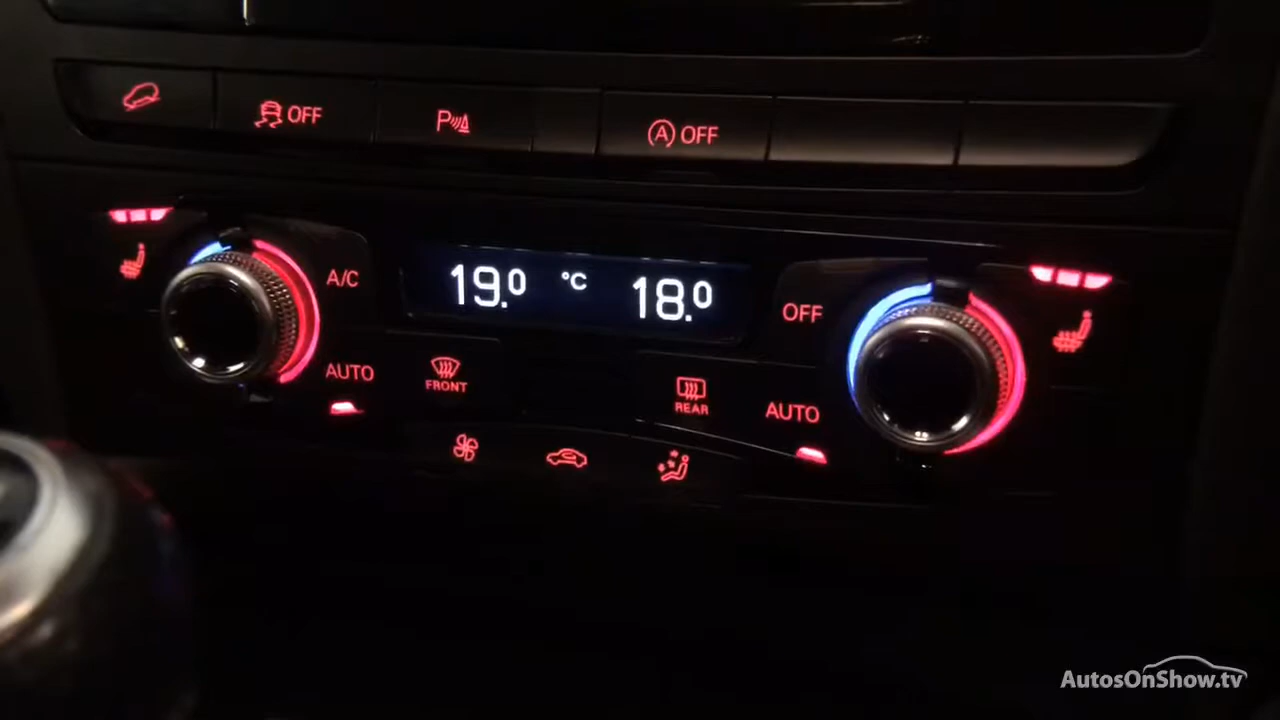 OFF P A OFF
A/C 19.0 °C 18.0 OFF
AUTO FRONT REAR AUTO
AutosOnShow.tv